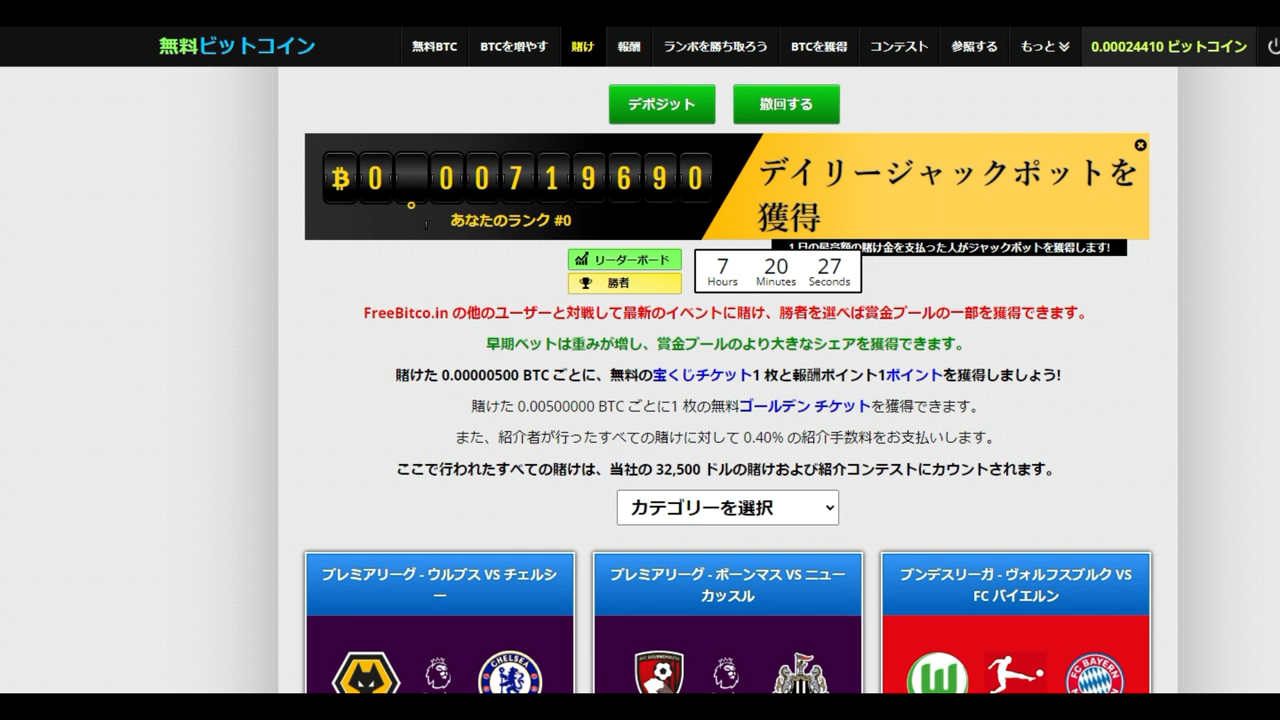 無料ビットコイン
無料BTC
BTCを増やす
賭け
報酬
ランボを勝ち取ろう
BTCを獲得
コンテスト
参照する
もっと
0.00024410 ビットコイン
デポジット
撤回する
0 00719690
あなたのランク #0
デイリージャックポットを
獲得
1 日の最高額の賭け金を支払った人がジャックポットを獲得します!
リーダーボード
勝者
7 20 27
Hours Minutes Seconds
FreeBitco.in の他のユーザーと対戦して最新のイベントに賭け、勝者を選べば賞金プールの一部を獲得できます。
早期ベットは重みが増し、賞金プールのより大きなシェアを獲得できます。
賭けた 0.00000500 BTC ごとに、無料の宝くじチケット1 枚と報酬ポイント1ポイントを獲得しましょう!
賭けた 0.00500000 BTC ごとに1 枚の無料ゴールデン チケットを獲得できます。
また、紹介者が行ったすべての賭けに対して 0.40% の紹介手数料をお支払いします。
ここで行われたすべての賭けは、当社の 32,500 ドルの賭けおよび紹介コンテストにカウントされます。
カテゴリーを選択
プレミアリーグ - ウルブス VS チェルシ
ー
プレミアリーグ - ボーンマス VS ニュー
カッスル
ブンデスリーガ - ヴォルフスブルク VS
FC バイエルン
CHELSEA
FC BAYERN